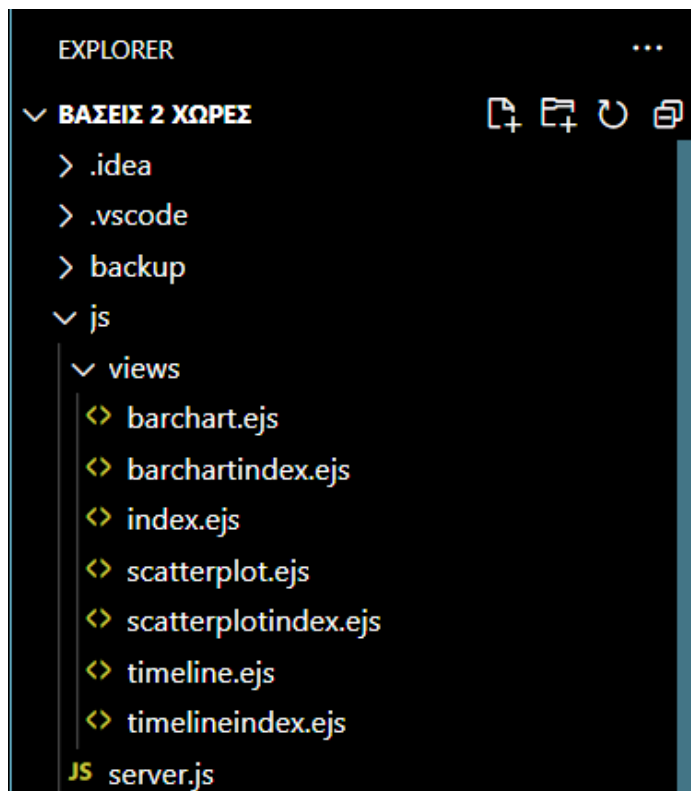 EXPLORER
ΒΑΣΕΙΣ 2 ΧΩΡΕΣ
.idea
.vscode
backup
js
views
barchart.ejs
barchartindex.ejs
index.ejs
scatterplot.ejs
scatterplotindex.ejs
timeline.ejs
timelineindex.ejs
JS server.js